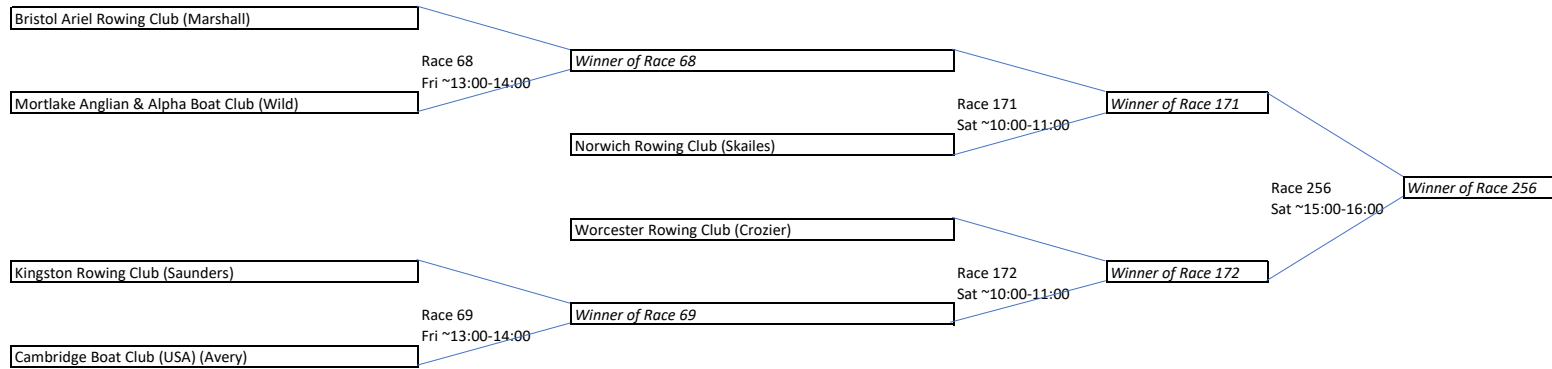 Bristol Ariel Rowing Club (Marshall)
Race 68
Fri ~13:00-14:00
Winner of Race 68
Mortlake Anglian & Alpha Boat Club (Wild)
Race 171
Sat ~10:00-11:00
Winner of Race 171
Norwich Rowing Club (Skailes)
Race 256
Sat ~15:00-16:00
Winner of Race 256
Worcester Rowing Club (Crozier)
Kingston Rowing Club (Saunders)
Race 172
Sat ~10:00-11:00
Winner of Race 172
Race 69
Fri ~13:00-14:00
Winner of Race 69
Cambridge Boat Club (USA) (Avery)